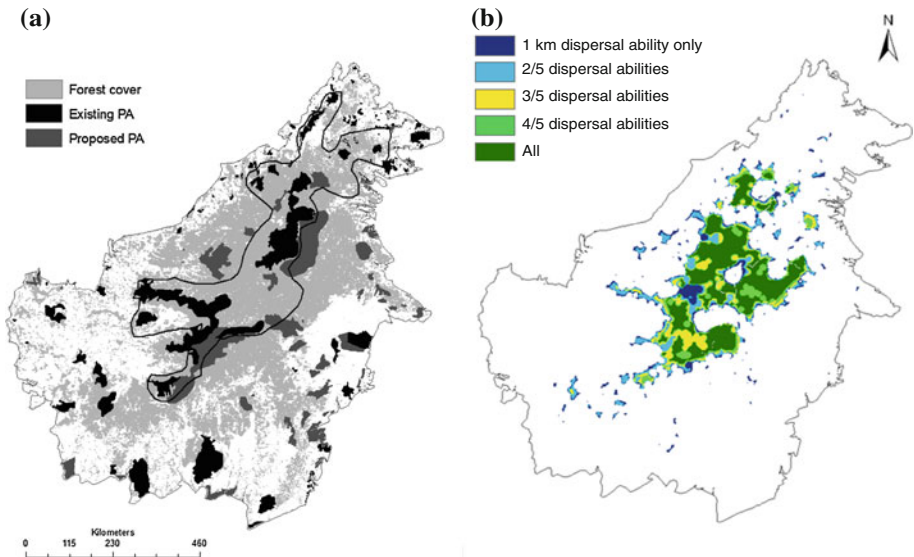 (a)
Forest cover
Existing PA
Proposed PA
Kilometers
0 115 230 460
(b)
N
1 km dispersal ability only
2/5 dispersal abilities
3/5 dispersal abilities
4/5 dispersal abilities
All